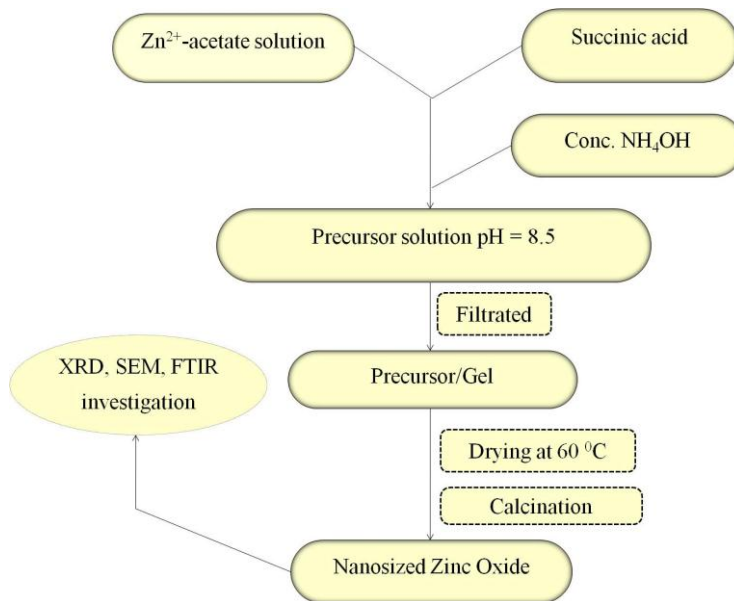 Zn²⁺-acetate solution
Succinic acid
Conc. NH₄OH
Precursor solution pH = 8.5
Filtrated
XRD, SEM, FTIR
investigation
Precursor/Gel
Drying at 60 ⁰C
Calcination
Nanosized Zinc Oxide